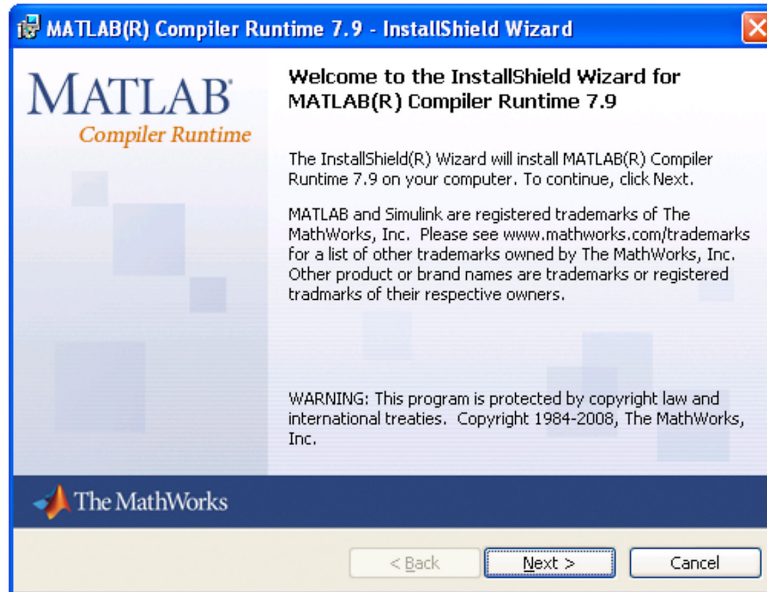 MATLAB(R) Compiler Runtime 7.9 - InstallShield Wizard
MATLAB®
Compiler Runtime
Welcome to the InstallShield Wizard for
MATLAB(R) Compiler Runtime 7.9
The InstallShield(R) Wizard will install MATLAB(R) Compiler
Runtime 7.9 on your computer. To continue, click Next.
MATLAB and Simulink are registered trademarks of The
MathWorks, Inc.  Please see www.mathworks.com/trademarks
for a list of other trademarks owned by The MathWorks, Inc.
Other product or brand names are trademarks or registered
tradmarks of their respective owners.
WARNING: This program is protected by copyright law and
international treaties.  Copyright 1984-2008, The MathWorks,
Inc.
The MathWorks
< Back
Next >
Cancel